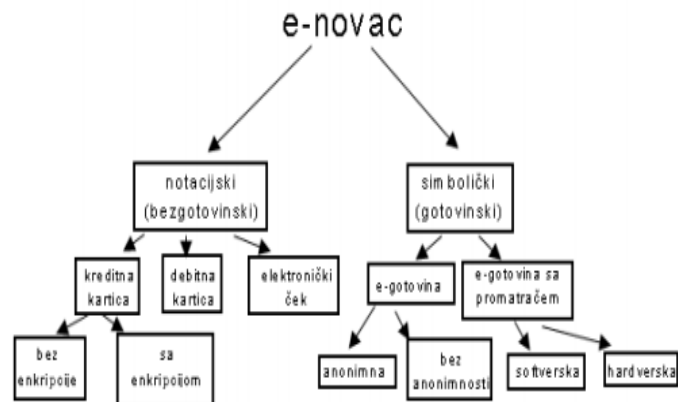 e-novac
notacijski
(bezgotovinski)
simbolički
(gotovinski)
kreditna
kartica
debitna
kartica
elektronički
ček
e-gotovina
e-gotovina sa
promatračem
bez
enkripcije
sa
enkripcijom
anonimna
bez
anonimnosti
softverska
hardverska